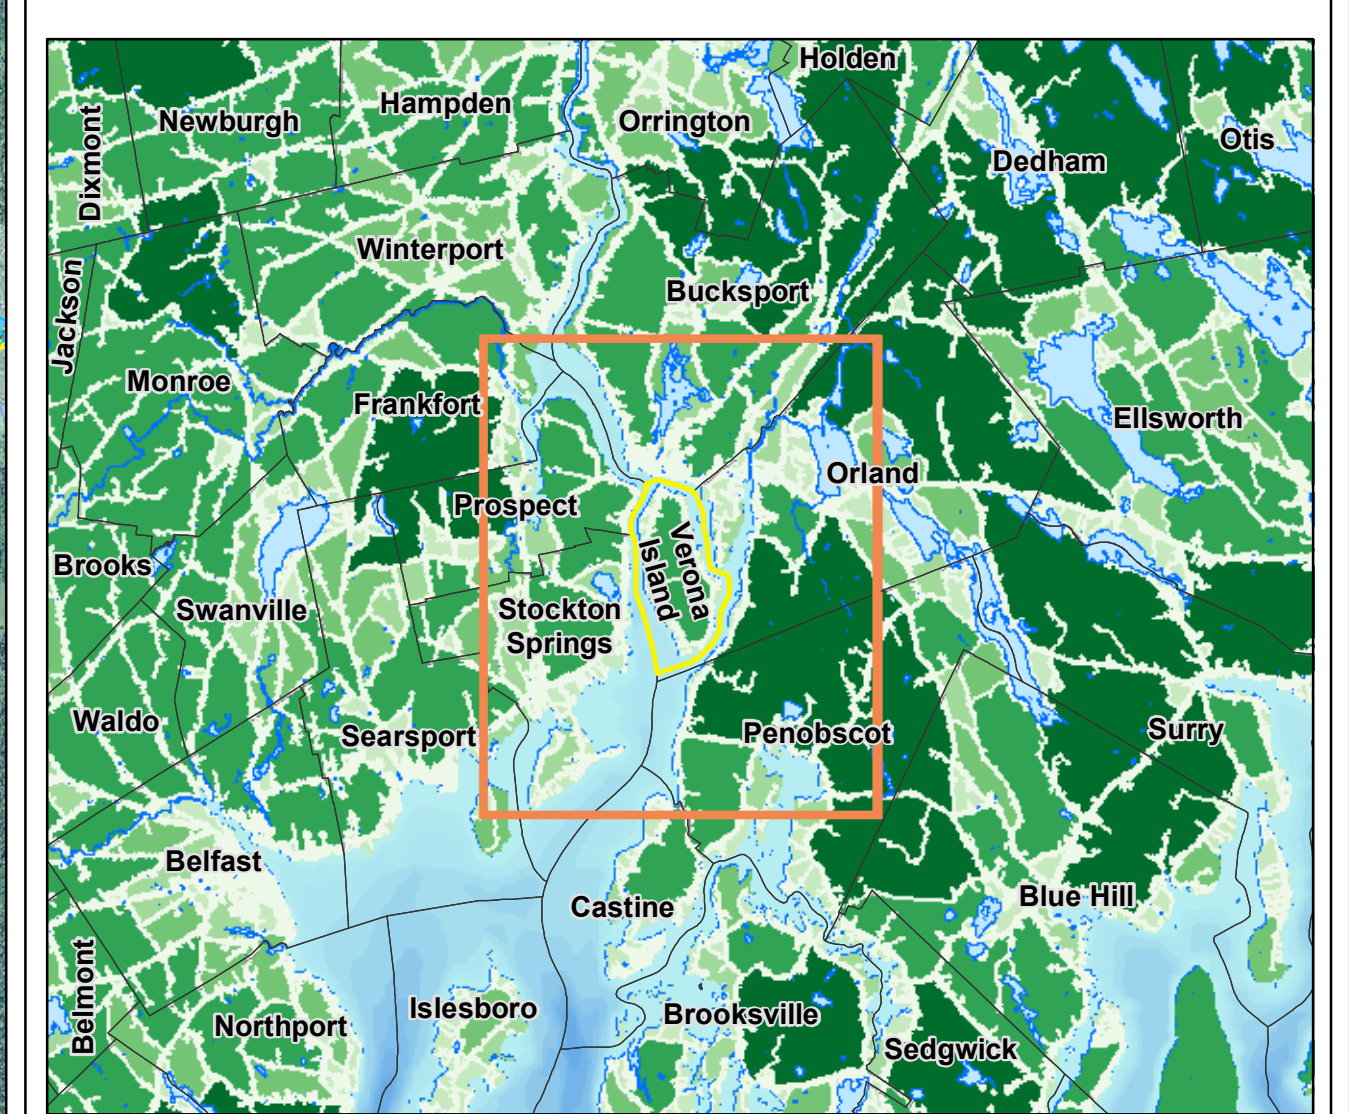 Holden
Hampden
Newburgh
Orrington
Otis
Dedham
Dixmont
Winterport
Bucksport
Jackson
Monroe
Frankfort
Ellsworth
Orland
Prospect
Verona
Island
Brooks
Swanville
Stockton
Springs
Waldo
Searsport
Penobscot
Surry
Belfast
Castine
Blue Hill
Belmont
Islesboro
Northport
Brooksville
Sedgwick